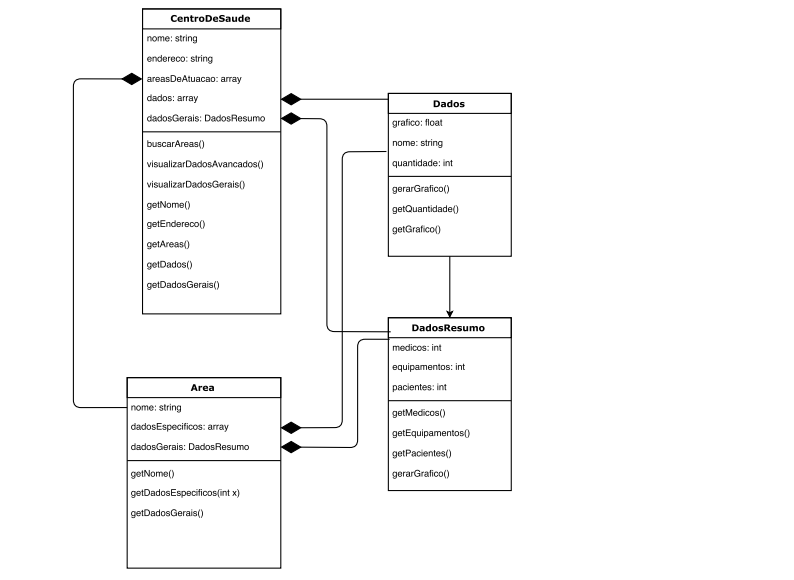 CentroDeSaude
nome: string
endereco: string
areasDeAtuacao: array
dados: array
dadosGerais: DadosResumo
buscarAreas()
visualizarDadosAvancados()
visualizarDadosGerais()
getNome()
getEndereco()
getAreas()
getDados()
getDadosGerais()
Dados
grafico: float
nome: string
quantidade: int
gerarGrafico()
getQuantidade()
getGrafico()
DadosResumo
medicos: int
equipamentos: int
pacientes: int
getMedicos()
getEquipamentos()
getPacientes()
gerarGrafico()
Area
nome: string
dadosEspecificos: array
dadosGerais: DadosResumo
getNome()
getDadosEspecificos(int x)
getDadosGerais()